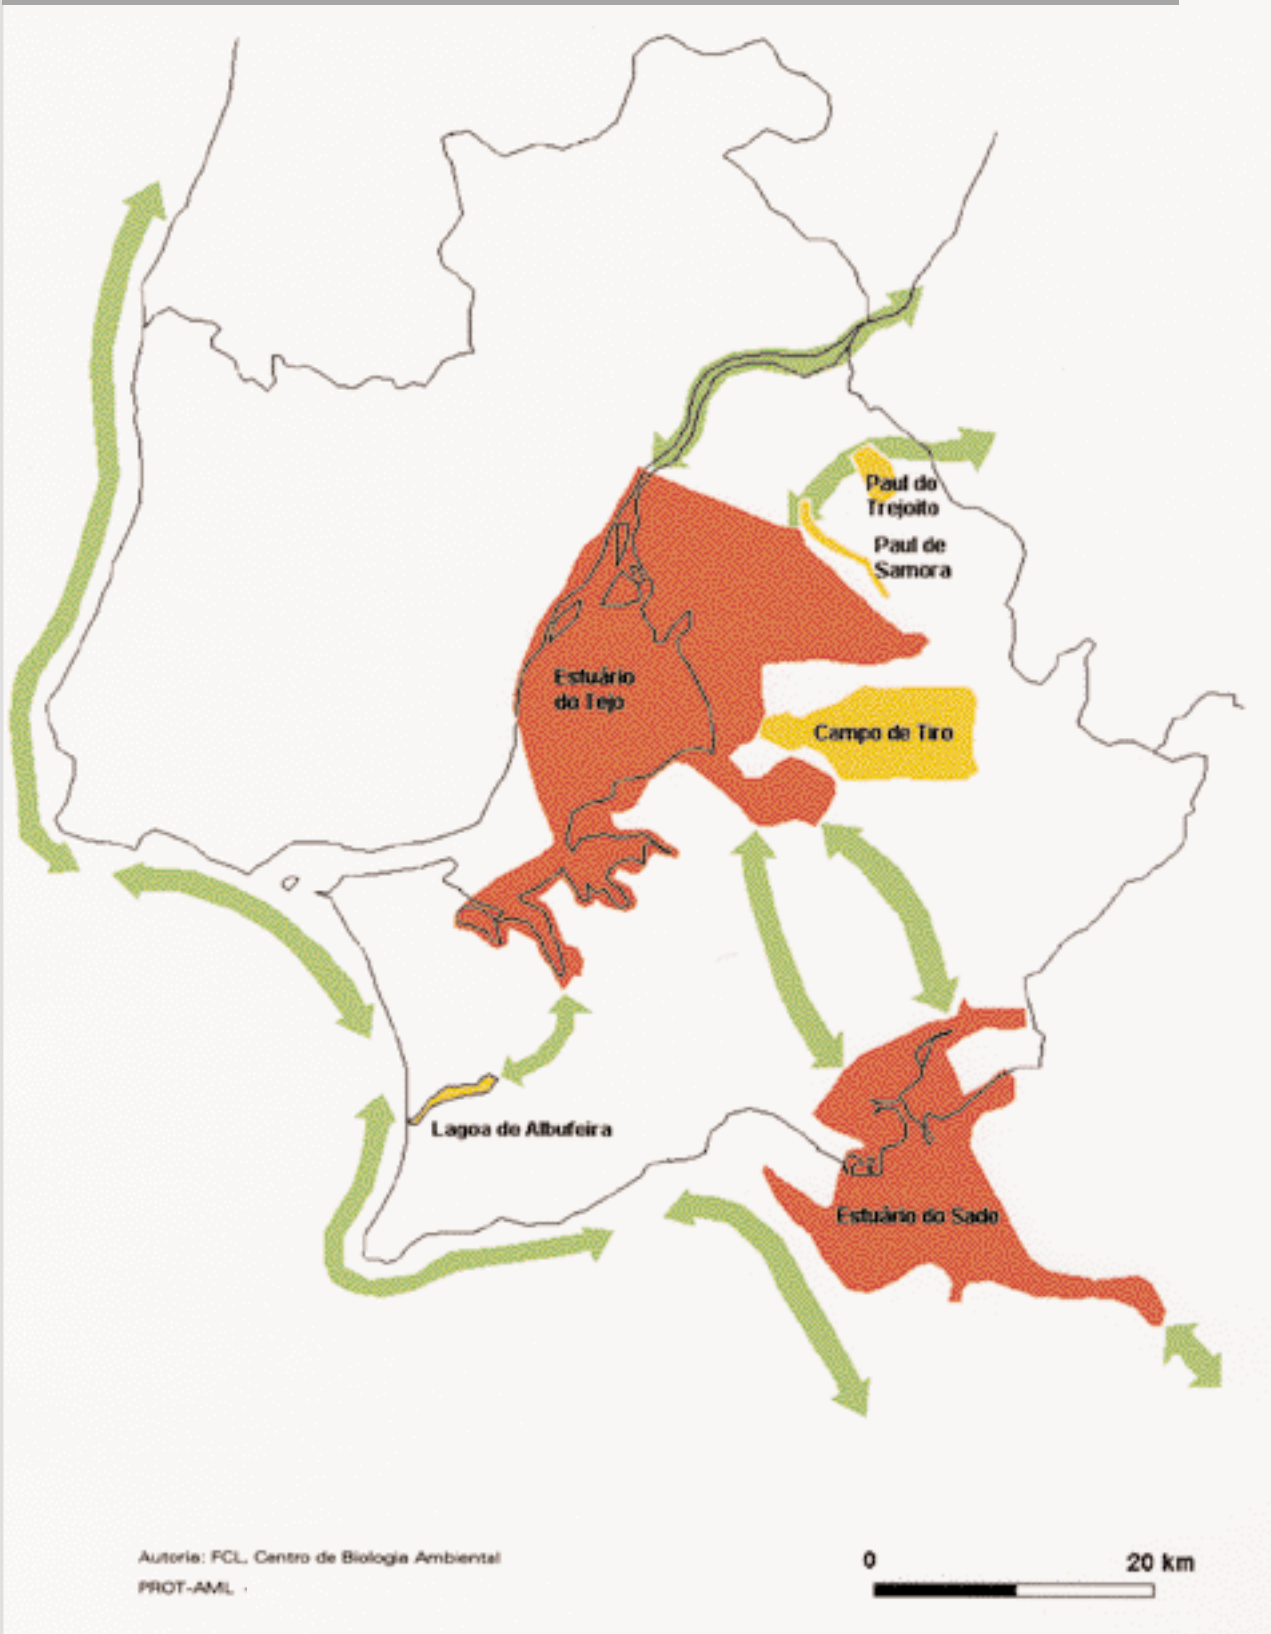 Paul do
Trejoito
Paul de
Samora
Estuário
do Tejo
Campo de Tiro
Lagoa de Albufeira
Estuário do Sado
Autoria: FCL, Centro de Biologia Ambiental
PROT-AML
0 20 km